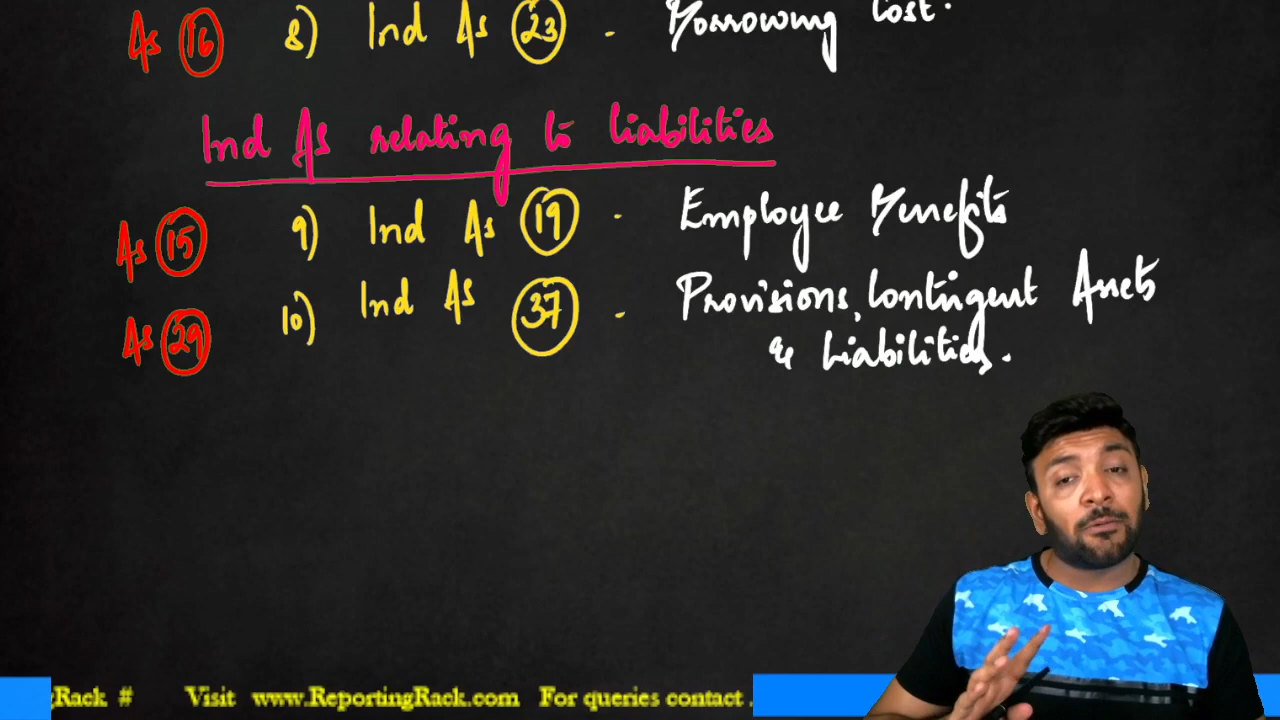 As 16 8) Ind As 23 - Borrowing Cost.
Ind As relating to liabilities
As 15 9) Ind As 19 - Employee Benefits
As 29 10) Ind As 37 - Provisions, Contingent Assets
& Liabilities.
gRack # Visit www.ReportingRack.com For queries contact